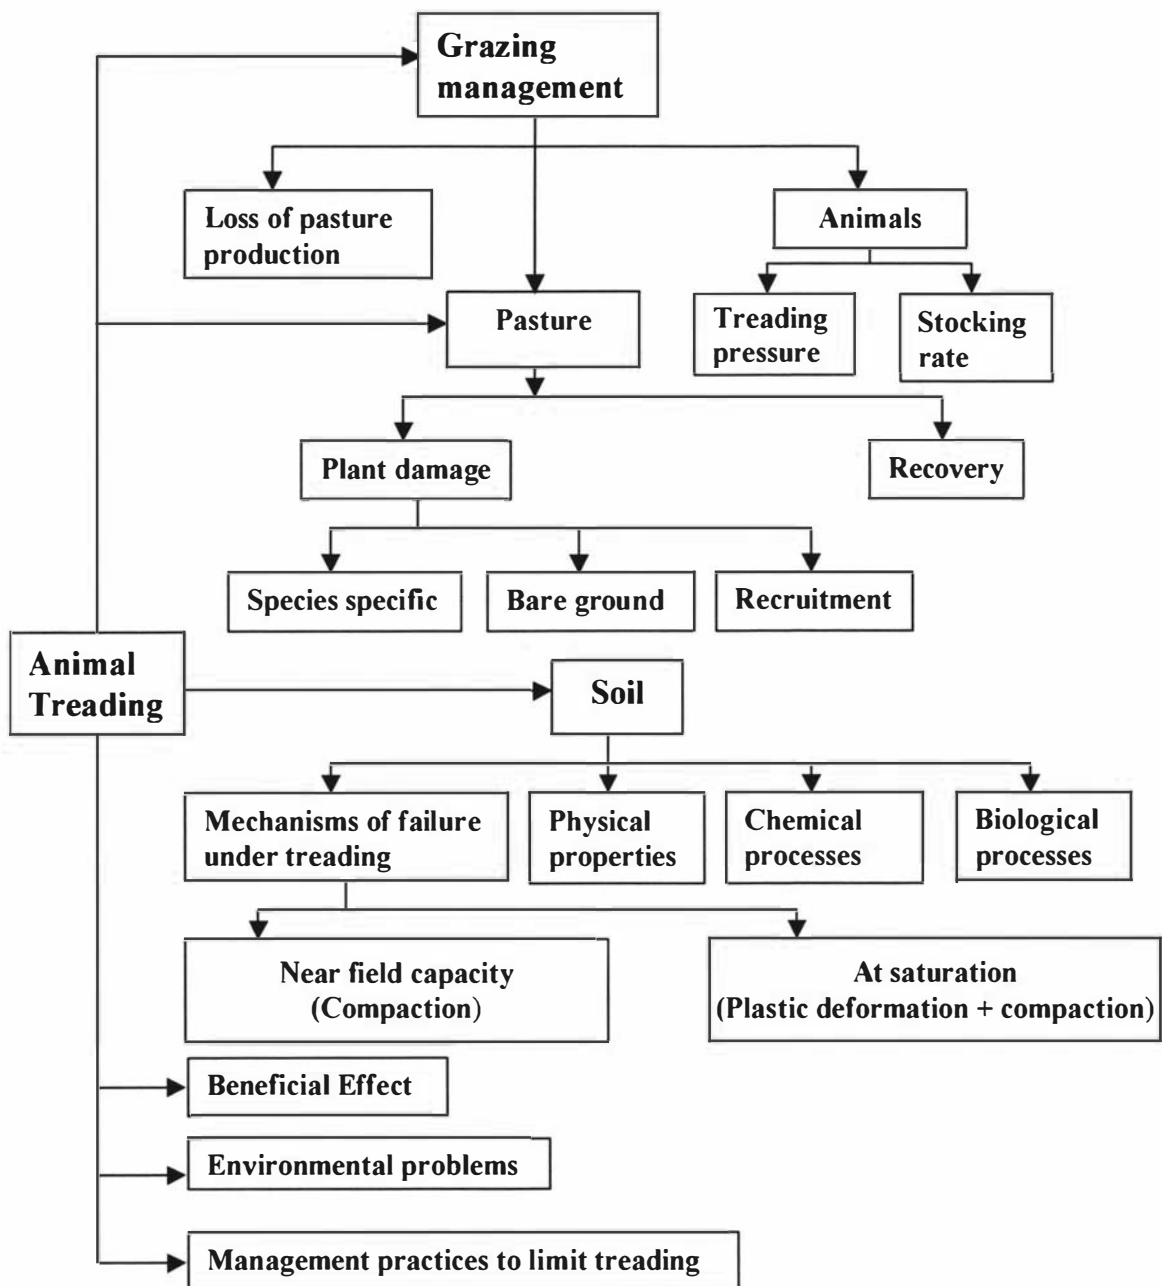 Grazing
management
Loss of pasture
production
Animals
Pasture
Treading
pressure
Stocking
rate
Plant damage
Recovery
Species specific
Bare ground
Recruitment
Animal
Treading
Soil
Mechanisms of failure
under treading
Physical
properties
Chemical
processes
Biological
processes
Near field capacity
(Compaction)
At saturation
(Plastic deformation + compaction)
Beneficial Effect
Environmental problems
Management practices to limit treading